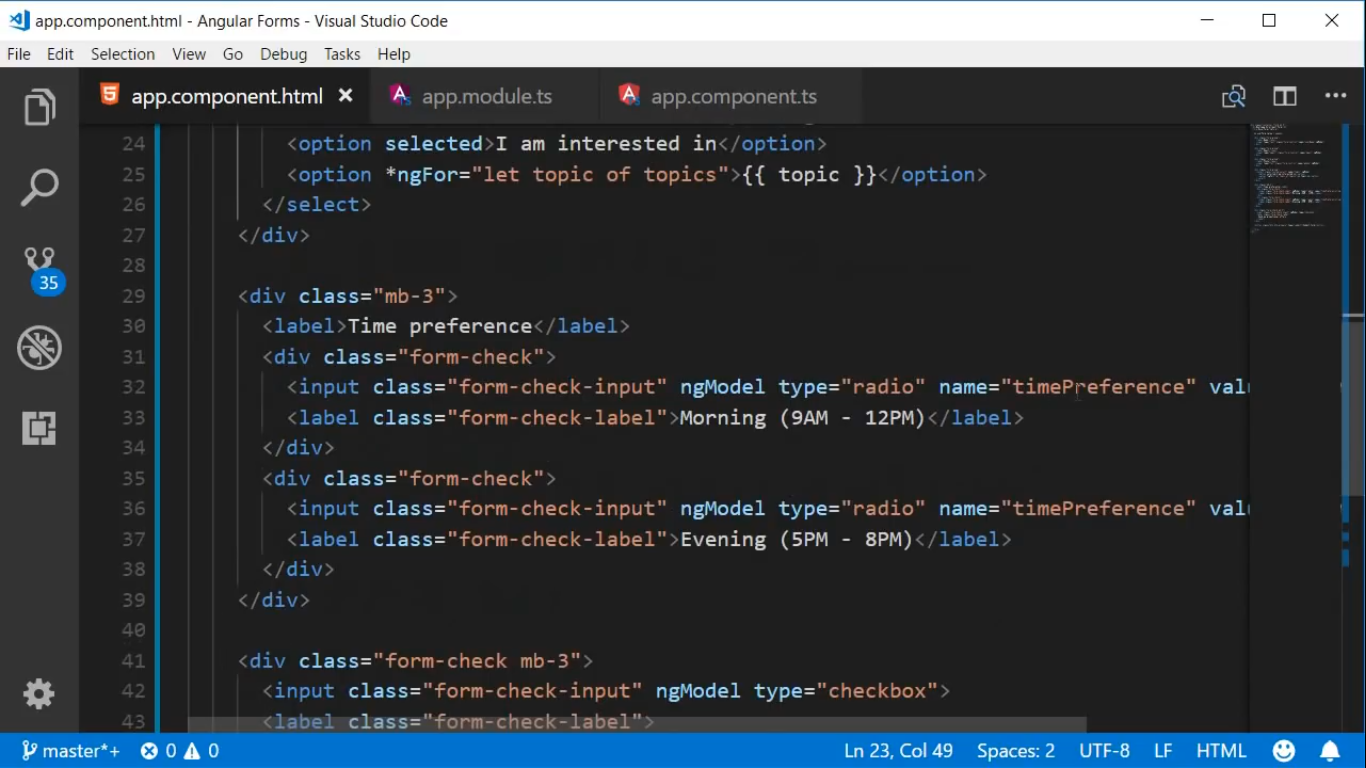 app.component.html - Angular Forms - Visual Studio Code
File Edit Selection View Go Debug Tasks Help
app.component.html app.module.ts app.component.ts
24 <option selected>I am interested in</option>
25 <option *ngFor="let topic of topics">{{ topic }}</option>
26 </select>
27 </div>
28
29 <div class="mb-3">
30 <label>Time preference</label>
31 <div class="form-check">
32 <input class="form-check-input" ngModel type="radio" name="timePreference" valu
33 <label class="form-check-label">Morning (9AM - 12PM)</label>
34 </div>
35 <div class="form-check">
36 <input class="form-check-input" ngModel type="radio" name="timePreference" valu
37 <label class="form-check-label">Evening (5PM - 8PM)</label>
38 </div>
39 </div>
40
41 <div class="form-check mb-3">
42 <input class="form-check-input" ngModel type="checkbox">
43 <label class="form-check-label">
35
master*+ 0 0 Ln 23, Col 49 Spaces: 2 UTF-8 LF HTML